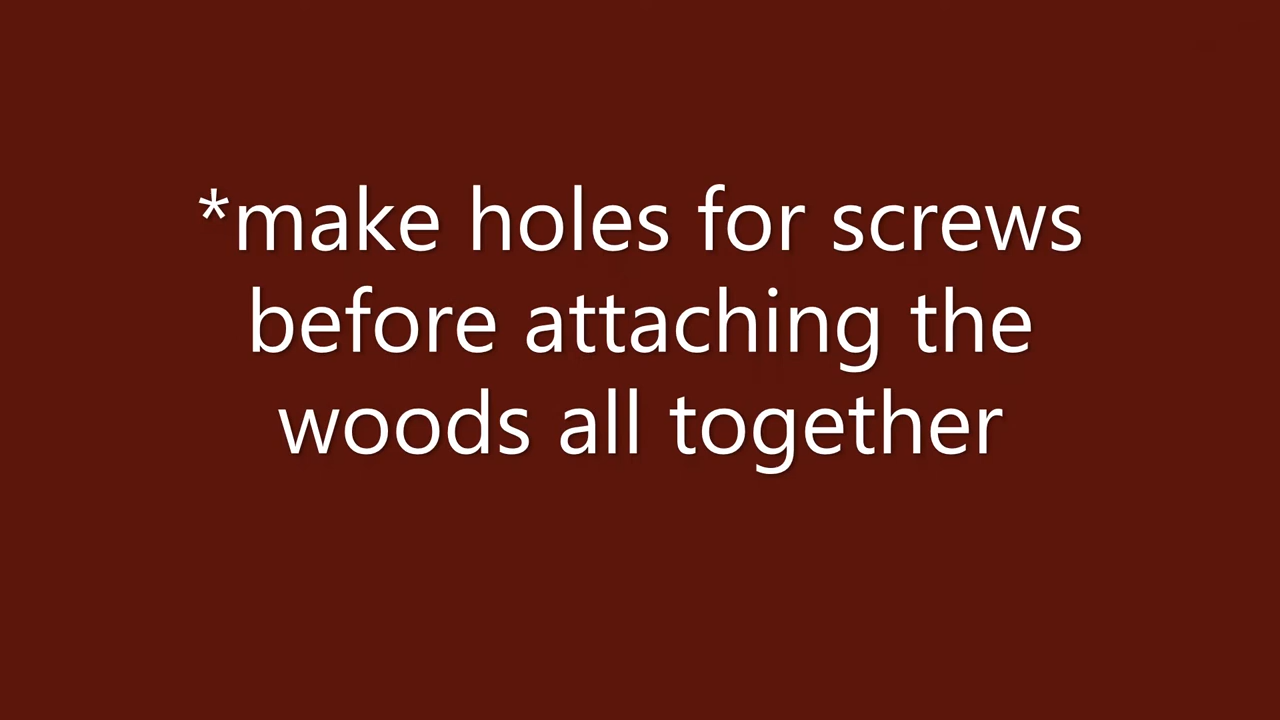 *make holes for screws
before attaching the
woods all together